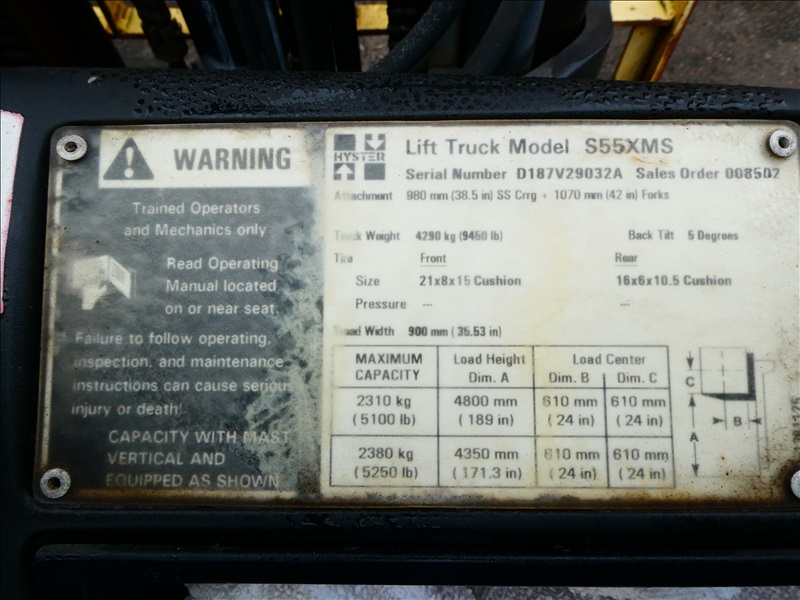 WARNING
Trained Operators
and Mechanics only
Read Operating
Manual located
on or near seat.
Failure to follow operating,
inspection, and maintenance
instructions can cause serious
injury or death!
CAPACITY WITH MAST
VERTICAL AND
EQUIPPED AS SHOWN
HYSTER
Lift Truck Model S55XMS
Serial Number D187V29032A Sales Order 008502
Attachment 980 mm (38.5 in) SS Crrg + 1070 mm (42 in) Forks
Truck Weight 4290 kg (9450 lb) Back Tilt 5 Degrees
Tire Front Rear
Size 21x8x15 Cushion 16x6x10.5 Cushion
Pressure --- ---
Tread Width 900 mm (35.53 in)
MAXIMUM CAPACITY Load Height Dim. A Load Center Dim. B Dim. C
2310 kg 4800 mm 610 mm 610 mm
(5100 lb) (189 in) (24 in) (24 in)
2380 kg 4350 mm 610 mm 610 mm
(5250 lb) (171.3 in) (24 in) (24 in)
C
B
A